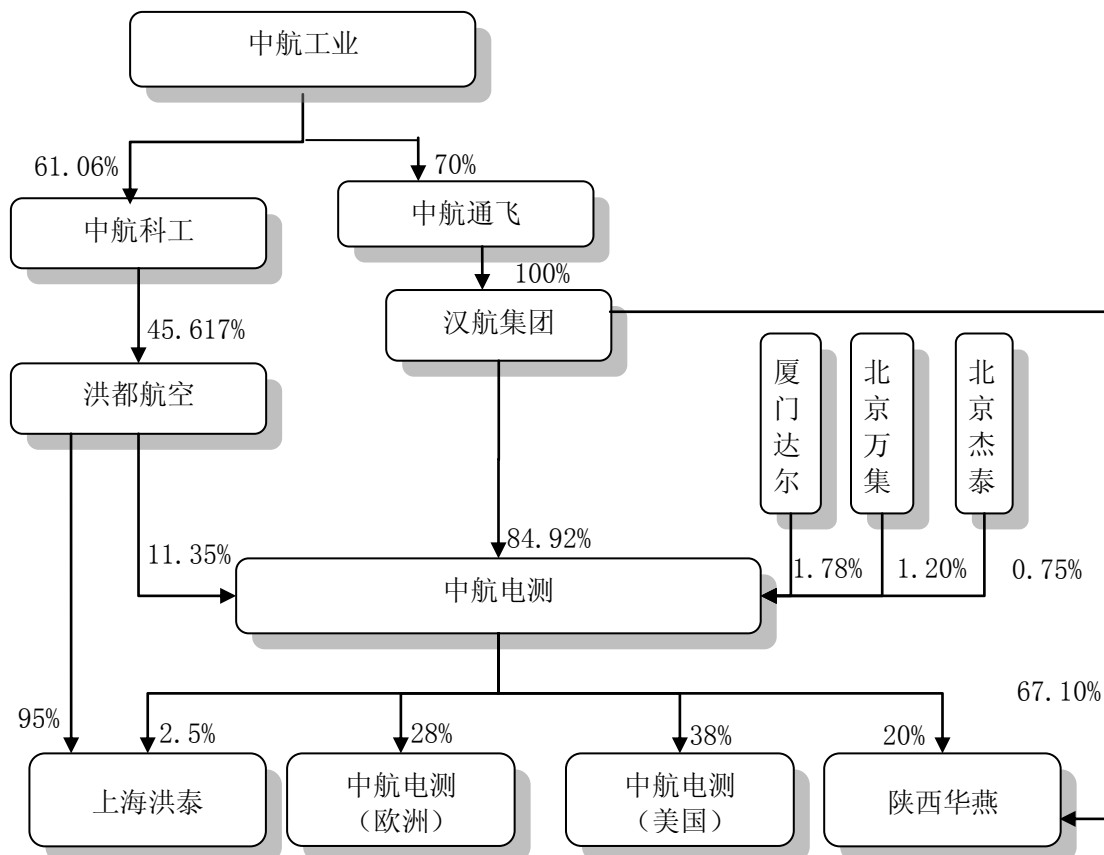 中航工业
61.06%
70%
中航科工
中航通飞
100%
45.617%
汉航集团
洪都航空
厦门达尔
北京万集
北京杰泰
11.35%
84.92%
1.78%
1.20%
0.75%
中航电测
67.10%
95%
2.5%
28%
38%
20%
上海洪泰
中航电测
（欧洲）
中航电测
（美国）
陕西华燕